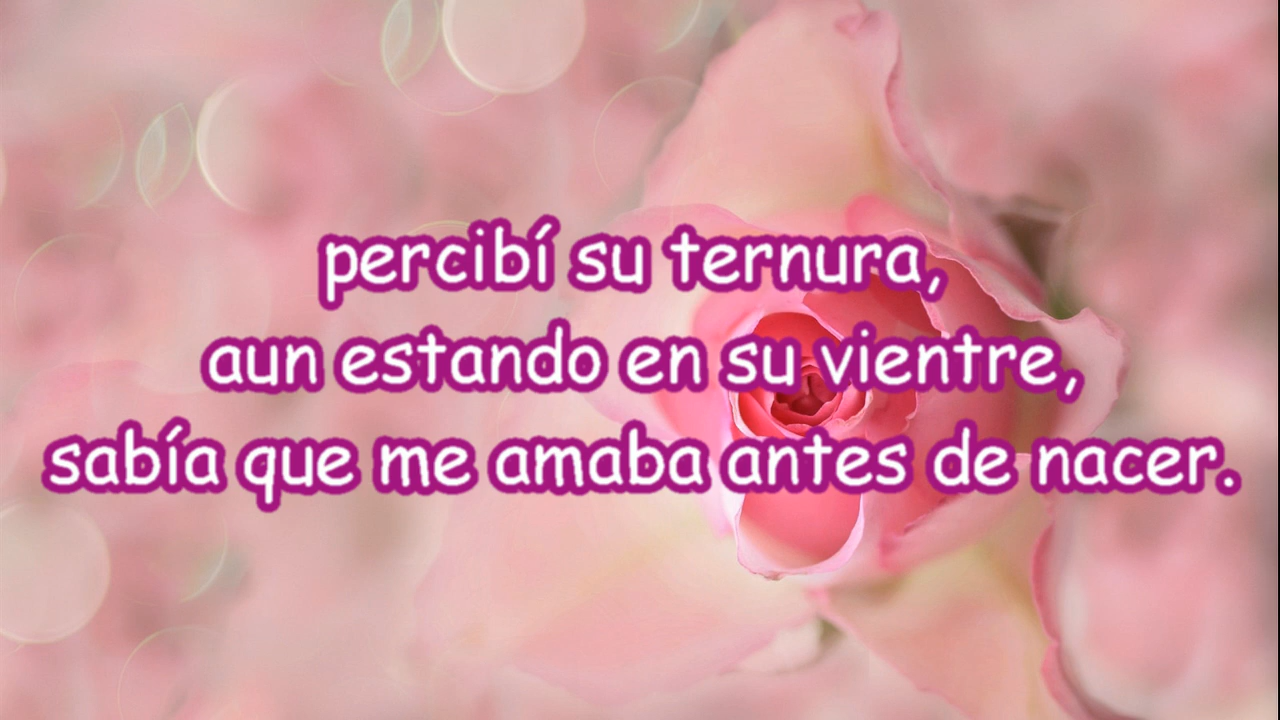 percibí su ternura,
aun estando en su vientre,
sabía que me amaba antes de nacer.